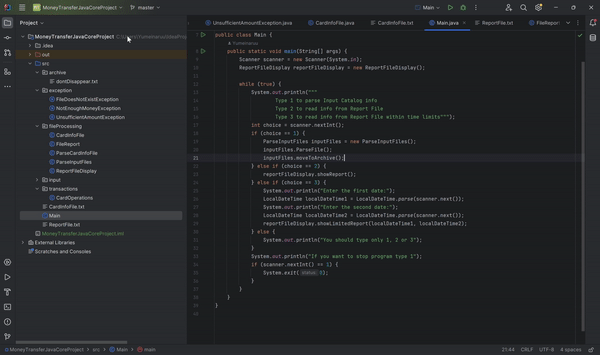 MoneyTransferJavaCoreProject
master
Main
Project
UnsufficientAmountException.java
CardInfoFile.java
CardInfoFile.txt
Main.java
ReportFile.txt
MoneyTransferJavaCoreProject
.idea
out
src
archive
dontDisappear.txt
exception
FileDoesNotExistException
NotEnoughMoneyException
UnsufficientAmountException
fileProcessing
CardInfoFile
FileReport
ParseCardInfoFile
ParseInputFiles
ReportFileDisplay
input
transactions
CardOperations
CardInfoFile.txt
Main
ReportFile.txt
MoneyTransferJavaCoreProject.iml
External Libraries
Scratches and Consoles
public class Main {
public static void main(String[] args) {
Scanner scanner = new Scanner(System.in);
ReportFileDisplay reportFileDisplay = new ReportFileDisplay();
while (true) {
System.out.println("""
Type 1 to parse Input Catalog info
Type 2 to read info from Report File
Type 3 to read info from Report File within time limits""");
int choice = scanner.nextInt();
if (choice == 1) {
ParseInputFiles inputFiles = new ParseInputFiles();
inputFiles.ParseFile();
inputFiles.moveToArchive();
} else if (choice == 2) {
reportFileDisplay.showReport();
} else if (choice == 3) {
System.out.println("Enter the first date:");
LocalDateTime localDateTime1 = LocalDateTime.parse(scanner.next());
System.out.println("Enter the second date:");
LocalDateTime localDateTime2 = LocalDateTime.parse(scanner.next());
reportFileDisplay.showLimitedReport(localDateTime1, localDateTime2);
} else {
System.out.println("You should type only 1, 2 or 3");
}
System.out.println("If you want to stop program type 1");
if (scanner.nextInt() == 1) {
System.exit( status: 0);
}
}
}
}
MoneyTransferJavaCoreProject > src > Main > main
21:44 CRLF UTF-8 4 spaces